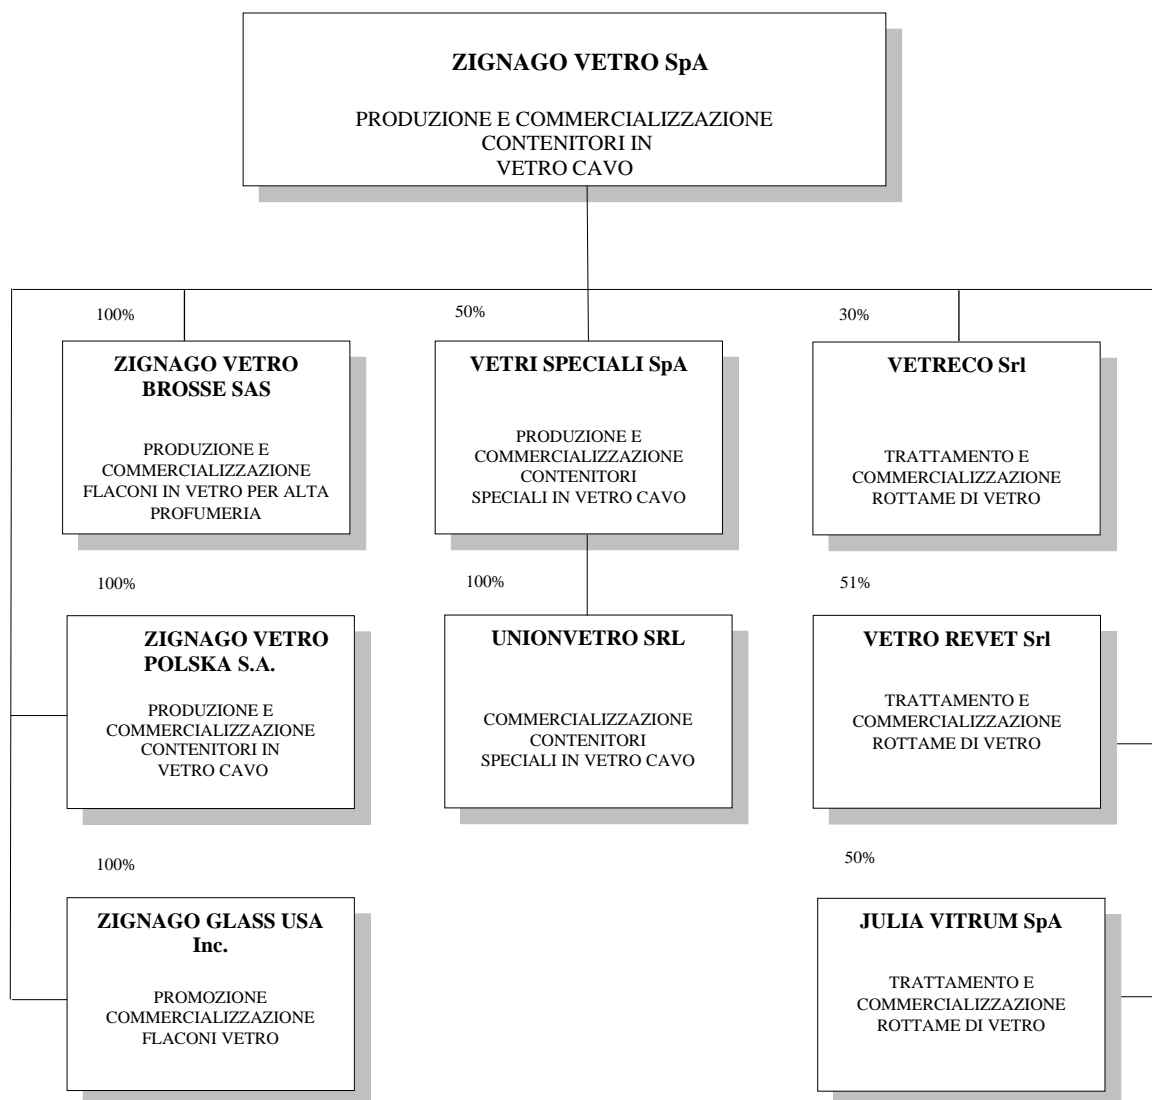 ZIGNAGO VETRO SpA
PRODUZIONE E COMMERCIALIZZAZIONE
CONTENITORI IN
VETRO CAVO
100%
ZIGNAGO VETRO
BROSSE SAS
PRODUZIONE E
COMMERCIALIZZAZIONE
FLACONI IN VETRO PER ALTA
PROFUMERIA
50%
VETRI SPECIALI SpA
PRODUZIONE E
COMMERCIALIZZAZIONE
CONTENITORI
SPECIALI IN VETRO CAVO
30%
VETRECO Srl
TRATTAMENTO E
COMMERCIALIZZAZIONE
ROTTAME DI VETRO
100%
ZIGNAGO VETRO
POLSKA S.A.
PRODUZIONE E
COMMERCIALIZZAZIONE
CONTENITORI IN
VETRO CAVO
100%
UNIONVETRO SRL
COMMERCIALIZZAZIONE
CONTENITORI
SPECIALI IN VETRO CAVO
51%
VETRO REVET Srl
TRATTAMENTO E
COMMERCIALIZZAZIONE
ROTTAME DI VETRO
100%
ZIGNAGO GLASS USA
Inc.
PROMOZIONE
COMMERCIALIZZAZIONE
FLACONI VETRO
50%
JULIA VITRUM SpA
TRATTAMENTO E
COMMERCIALIZZAZIONE
ROTTAME DI VETRO